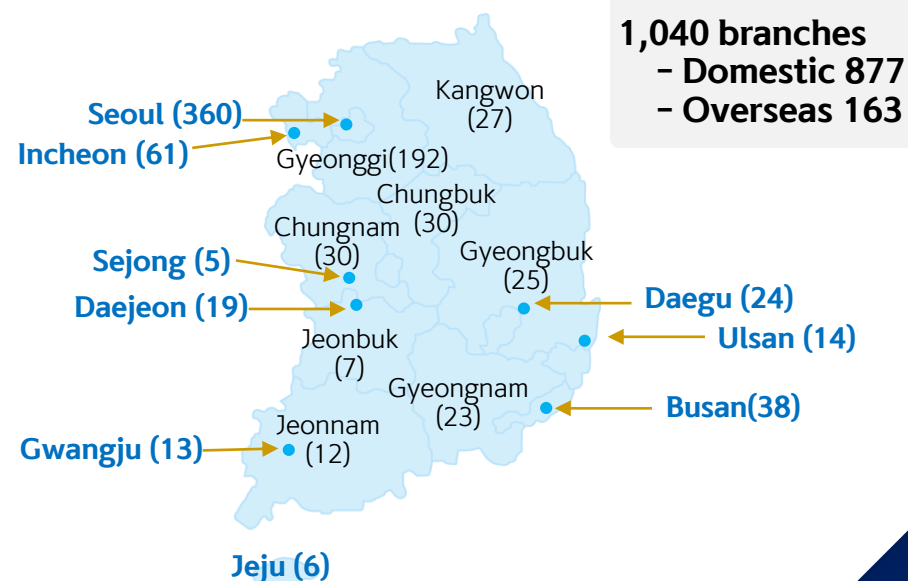 1,040 branches
– Domestic 877
– Overseas 163
Kangwon
(27)
Seoul (360)
Incheon (61)
Gyeonggi(192)
Chungbuk
(30)
Chungnam
(30)
Gyeongbuk
(25)
Sejong (5)
Daejeon (19)
Daegu (24)
Ulsan (14)
Jeonbuk
(7)
Gyeongnam
(23)
Busan(38)
Jeonnam
(12)
Gwangju (13)
Jeju (6)